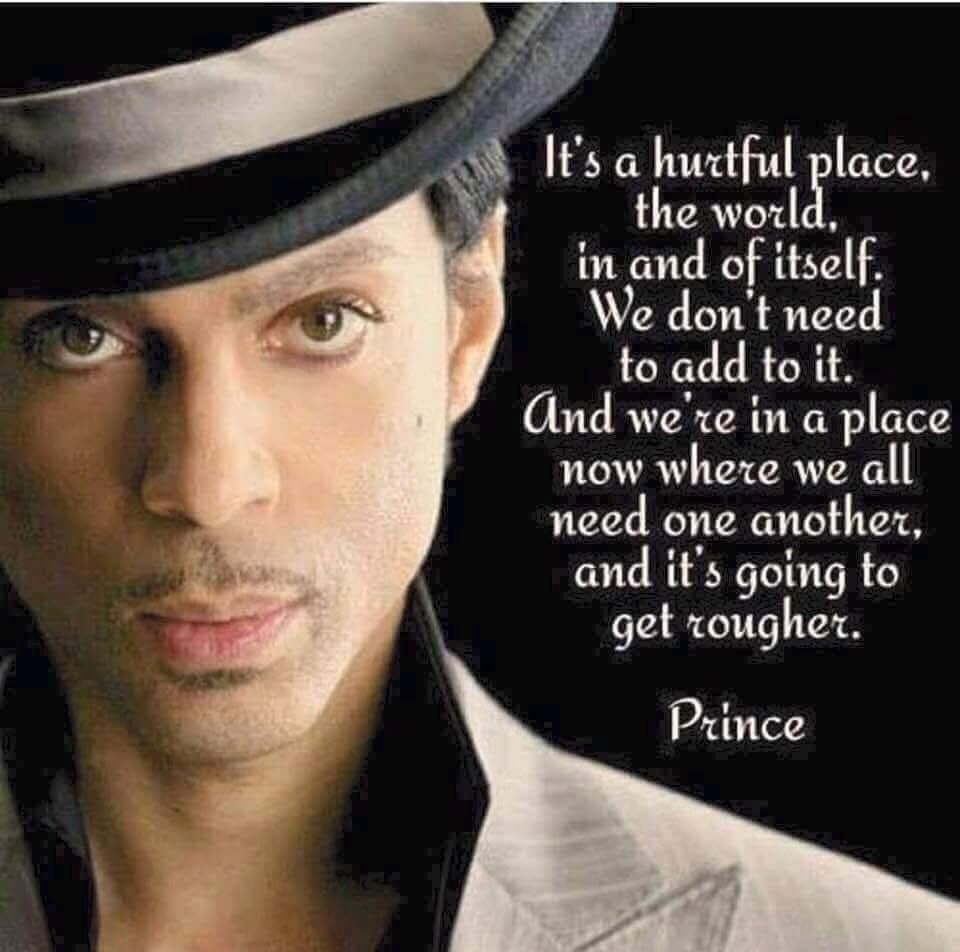 It's a hurtful place,
the world,
in and of itself.
We don't need
to add to it.
And we're in a place
now where we all
need one another,
and it's going to
get rougher.
Prince